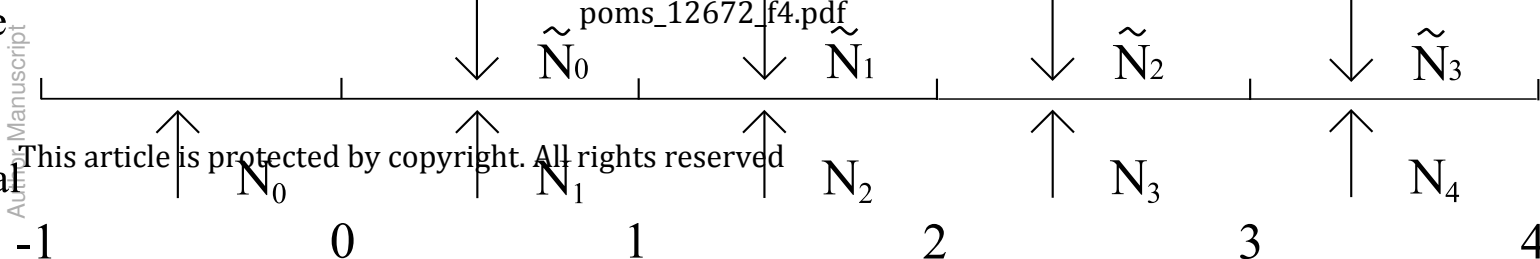 poms_12672_f4.pdf
Ñ0 Ñ1 Ñ2 Ñ3
This article is protected by copyright. All rights reserved
N0 N1 N2 N3 N4
-1 0 1 2 3 4
Author Manuscript